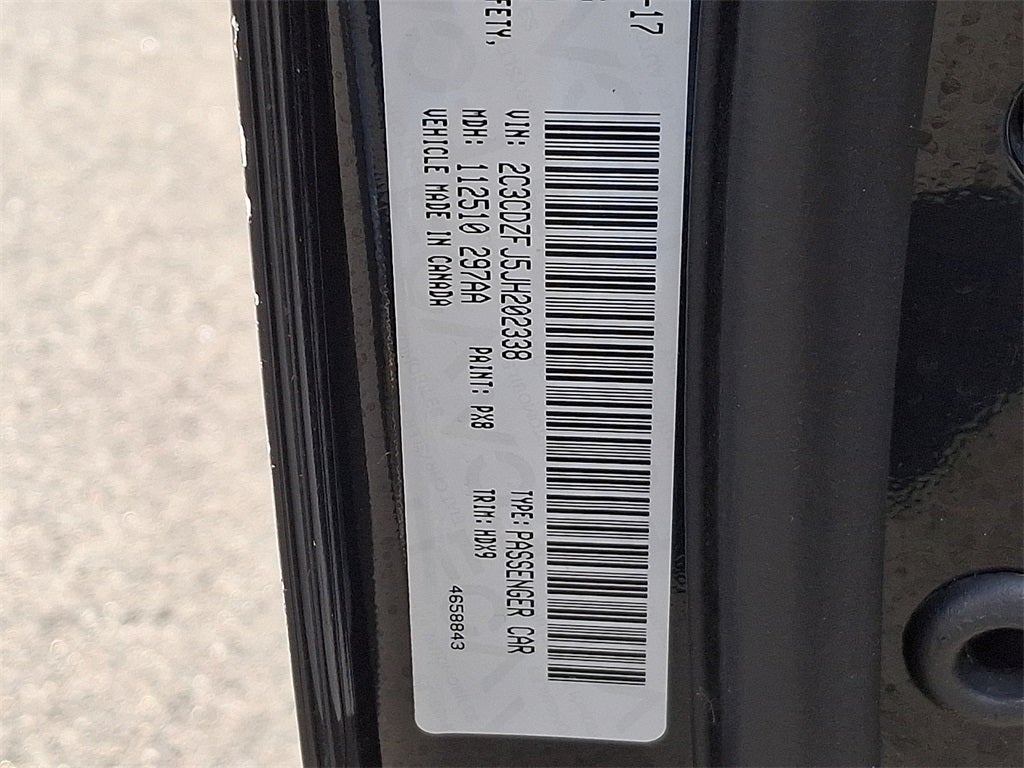 -17
FETY,
VIN: 2C3CDZFJ5JH202338 TYPE: PASSENGER CAR
MDH: 112510 297AA PAINT: PX8 TRIM: HDX9
VEHICLE MADE IN CANADA 4658843